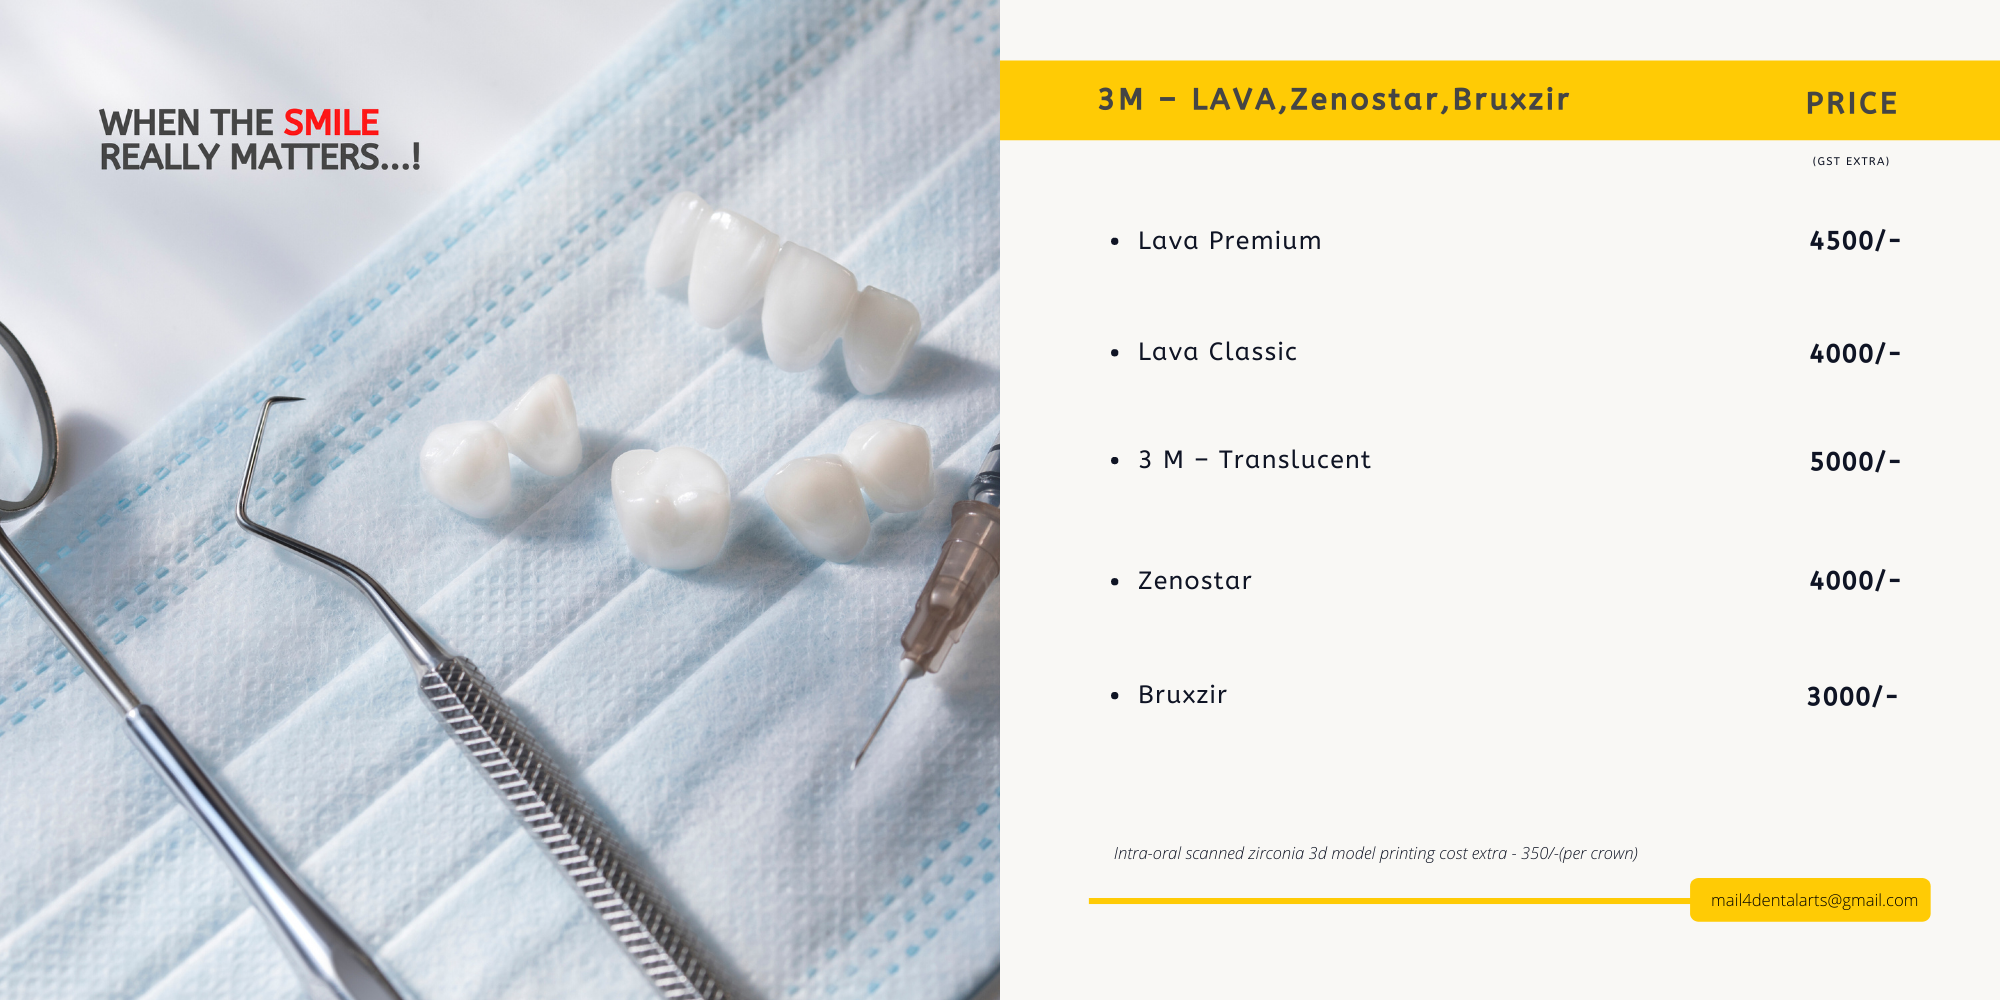 WHEN THE SMILE
REALLY MATTERS...!
3M – LAVA,Zenostar,Bruxzir PRICE
(GST EXTRA)
• Lava Premium 4500/-
• Lava Classic 4000/-
• 3 M – Translucent 5000/-
• Zenostar 4000/-
• Bruxzir 3000/-
Intra-oral scanned zirconia 3d model printing cost extra - 350/-(per crown)
mail4dentalarts@gmail.com